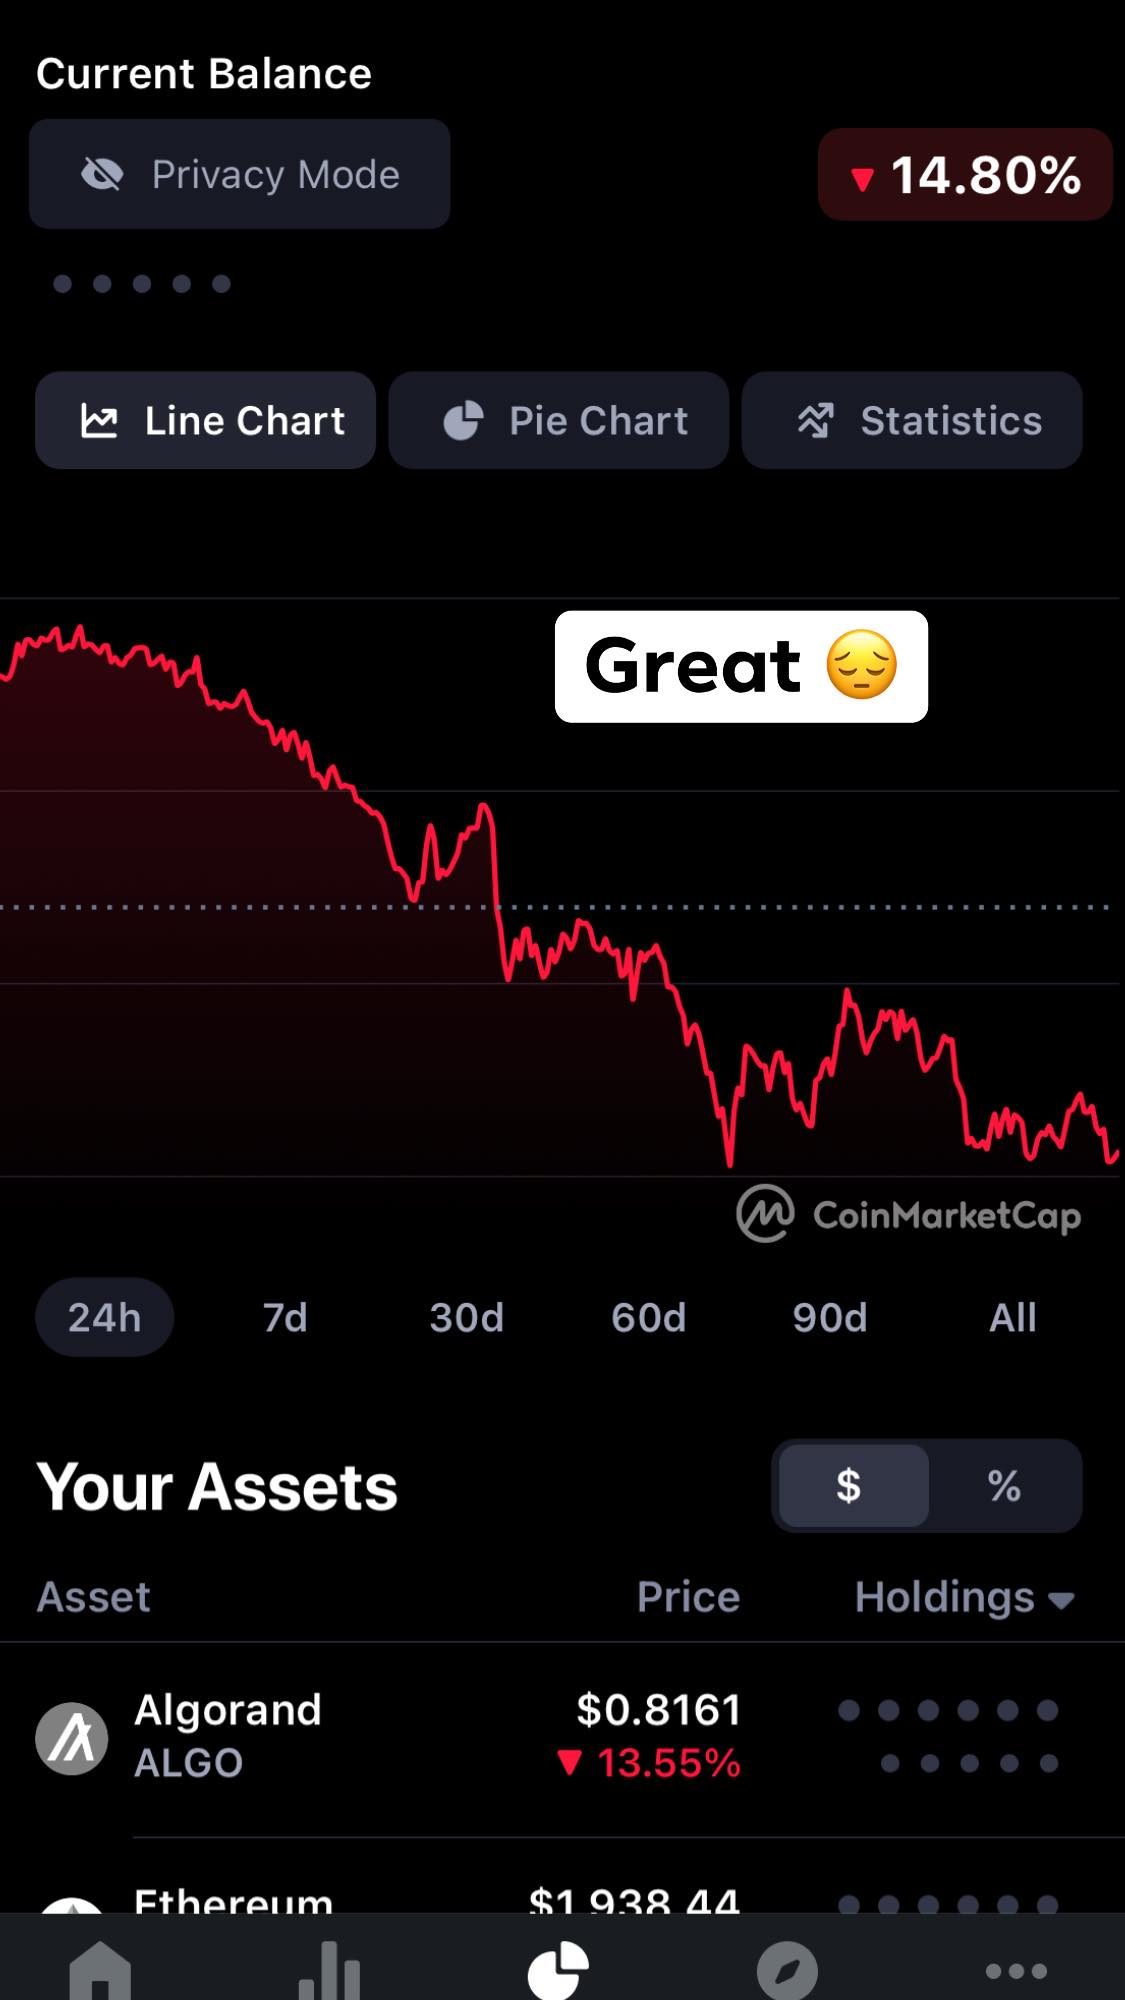 Current Balance
Privacy Mode
14.80%
Line Chart
Pie Chart
Statistics
Great 😔
CoinMarketCap
24h 7d 30d 60d 90d All
Your Assets
$ %
Asset Price Holdings
Algorand $0.8161
ALGO 13.55%
Ethereum $1,938.44